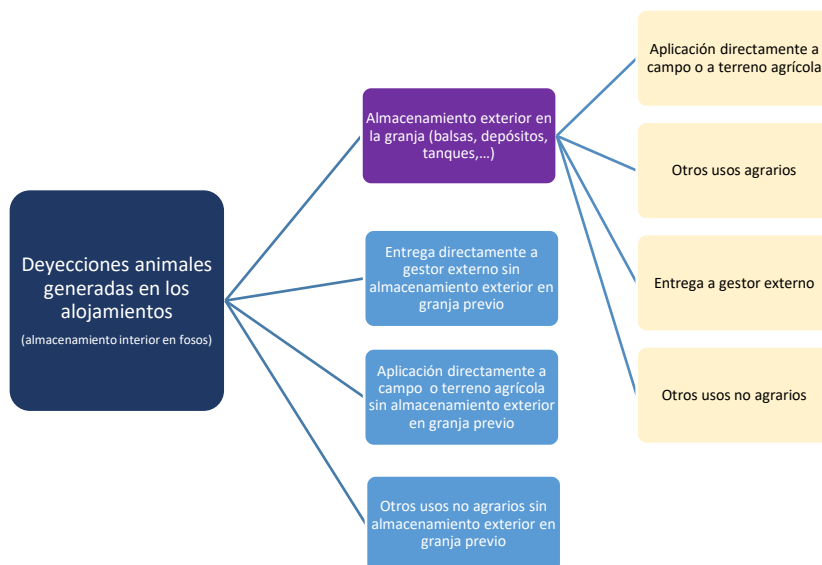 Deyecciones animales
generadas en los
alojamientos
(almacenamiento interior en fosos)
Almacenamiento exterior en
la granja (balsas, depósitos,
tanques,...)
Entrega directamente a
gestor externo sin
almacenamiento exterior en
granja previo
Aplicación directamente a
campo o terreno agrícola
sin almacenamiento exterior
en granja previo
Otros usos no agrarios sin
almacenamiento exterior en
granja previo
Aplicación directamente a
campo o a terreno agrícola
Otros usos agrarios
Entrega a gestor externo
Otros usos no agrarios